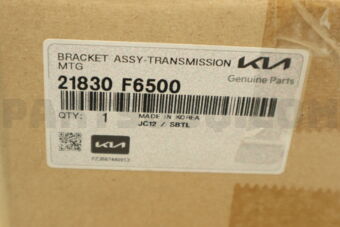 BRACKET ASSY-TRANSMISSION
MTG
KIA
Genuine Parts
21830 F6500
QTY: 1
MADE IN KOREA
JC12 / SBTL
KIA